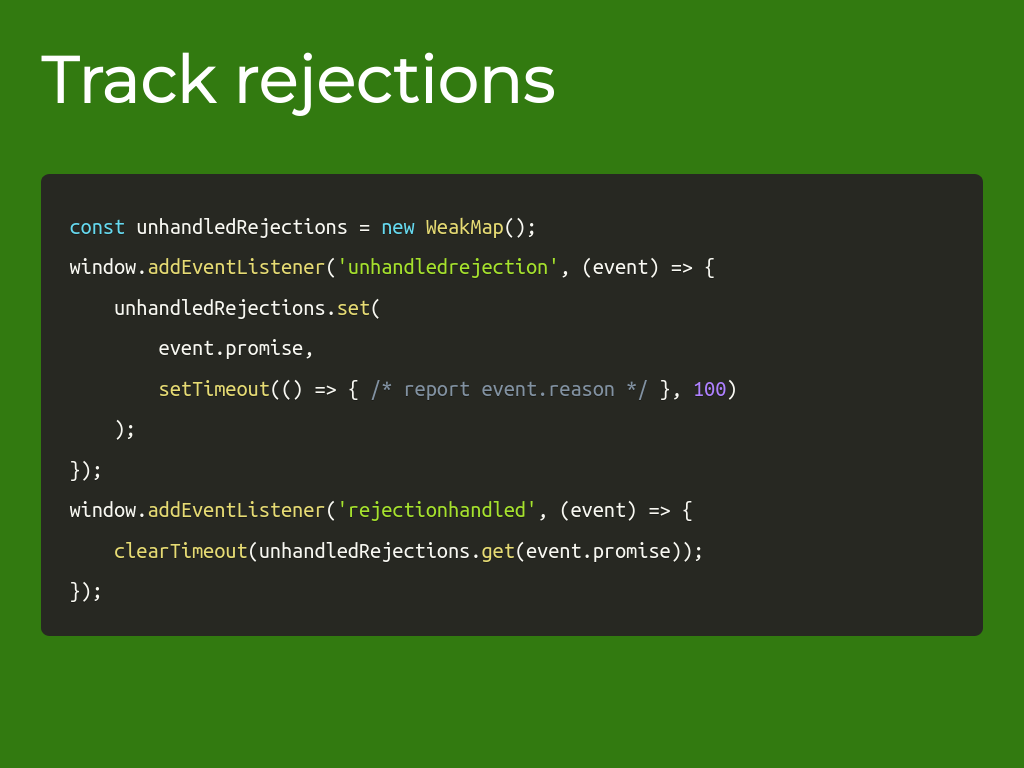 Track rejections
const unhandledRejections = new WeakMap();
window.addEventListener('unhandledrejection', (event) => {
    unhandledRejections.set(
        event.promise,
        setTimeout(() => { /* report event.reason */ }, 100)
    );
});
window.addEventListener('rejectionhandled', (event) => {
    clearTimeout(unhandledRejections.get(event.promise));
});